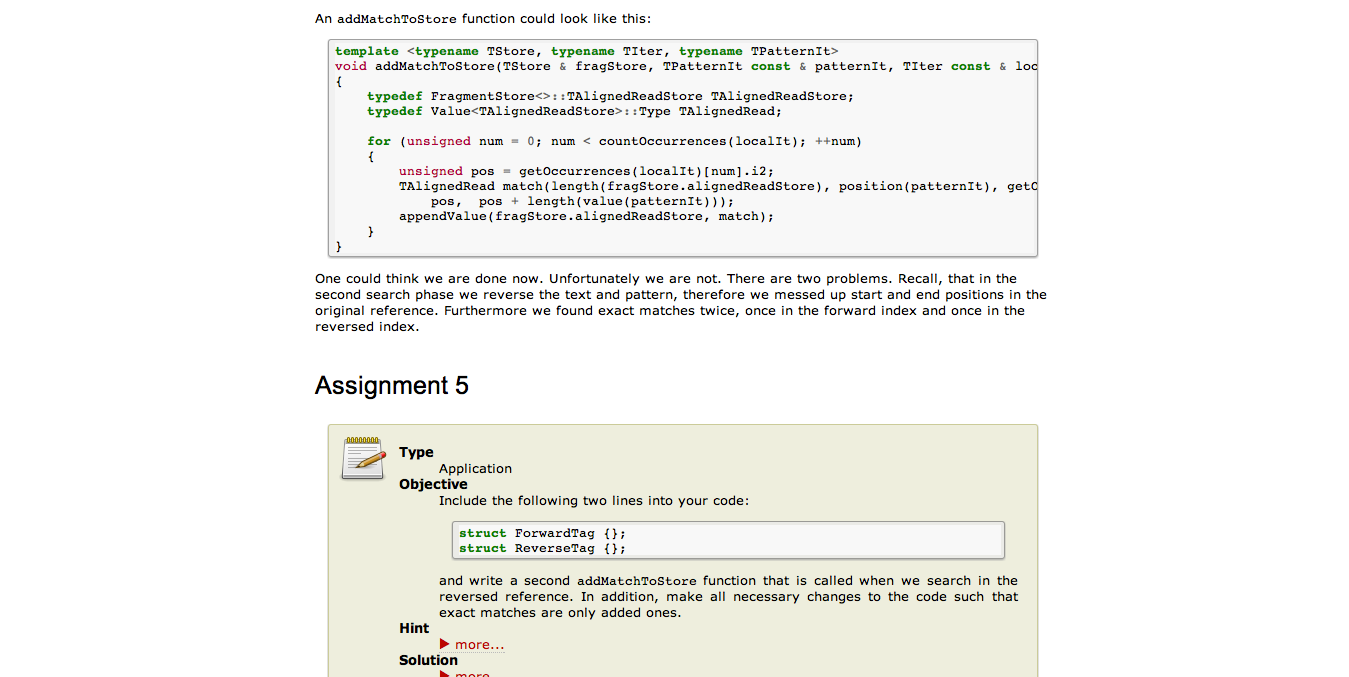 An addMatchToStore function could look like this:
template <typename TStore, typename TIter, typename TPatternIt>
void addMatchToStore(TStore & fragStore, TPatternIt const & patternIt, TIter const & loc
{
    typedef FragmentStore<>::TAlignedReadStore TAlignedReadStore;
    typedef Value<TAlignedReadStore>::Type TAlignedRead;
    for (unsigned num = 0; num < countOccurrences(localIt); ++num)
    {
        unsigned pos = getOccurrences(localIt)[num].i2;
        TAlignedRead match(length(fragStore.alignedReadStore), position(patternIt), getO
            pos,  pos + length(value(patternIt)));
        appendValue(fragStore.alignedReadStore, match);
    }
}
One could think we are done now. Unfortunately we are not. There are two problems. Recall, that in the
second search phase we reverse the text and pattern, therefore we messed up start and end positions in the
original reference. Furthermore we found exact matches twice, once in the forward index and once in the
reversed index.
Assignment 5
Type
Application
Objective
Include the following two lines into your code:
struct ForwardTag {};
struct ReverseTag {};
and write a second addMatchToStore function that is called when we search in the
reversed reference. In addition, make all necessary changes to the code such that
exact matches are only added ones.
Hint
more...
Solution
more